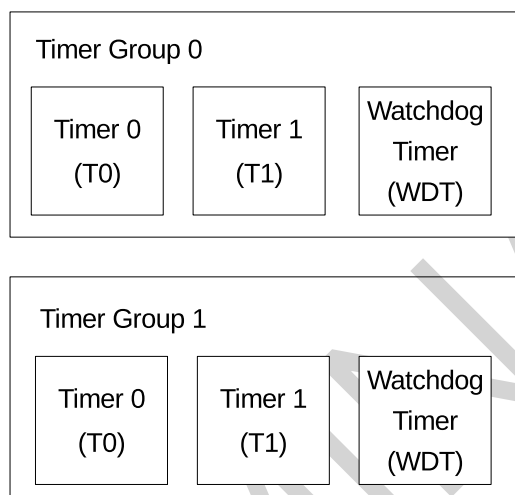 Timer Group 0
Timer 0
(T0)
Timer 1
(T1)
Watchdog
Timer
(WDT)
Timer Group 1
Timer 0
(T0)
Timer 1
(T1)
Watchdog
Timer
(WDT)